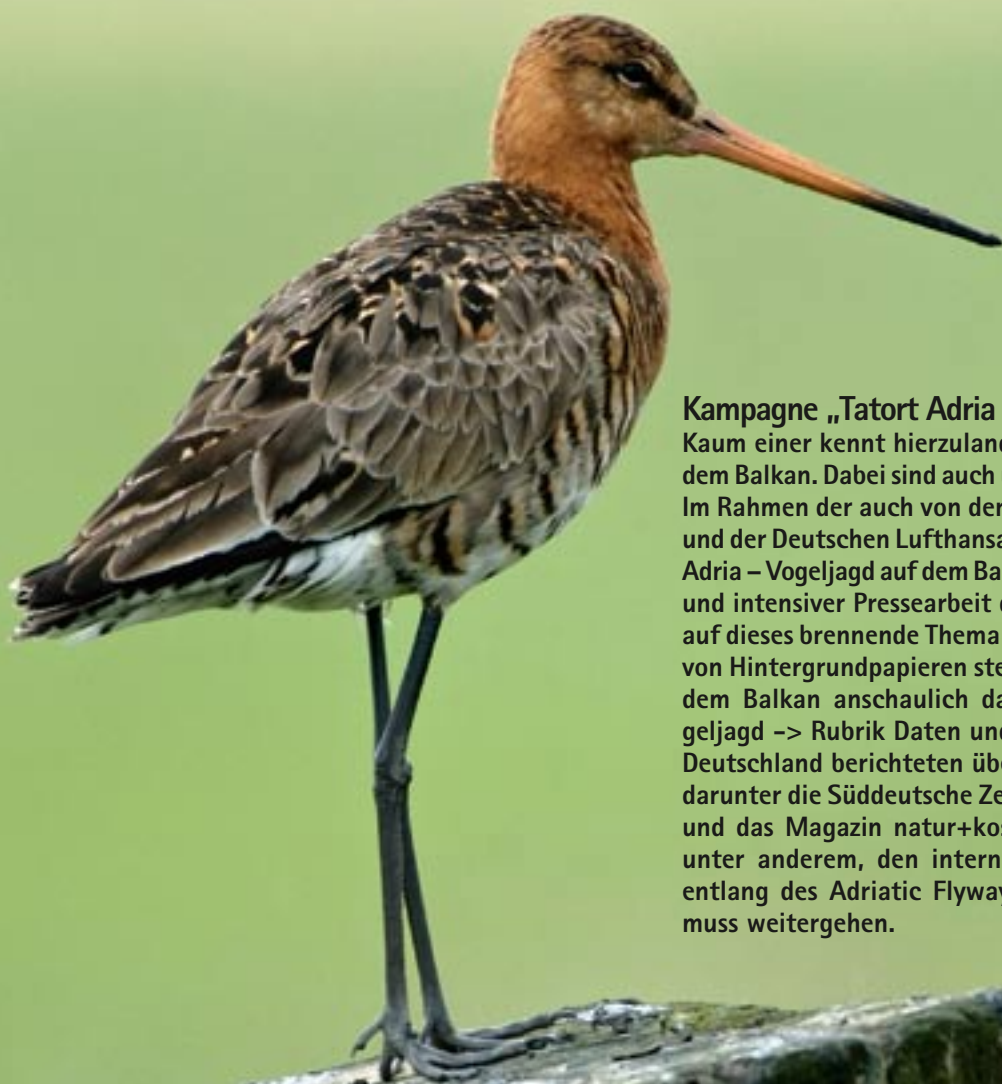 Kampagne „Tatort Adria
Kaum einer kennt hierzuland
dem Balkan. Dabei sind auch
Im Rahmen der auch von der
und der Deutschen Lufthansa
Adria – Vogeljagd auf dem Ba
und intensiver Pressearbeit
auf dieses brennende Thema
von Hintergrundpapieren ste
dem Balkan anschaulich da
geljagd -> Rubrik Daten und
Deutschland berichteten übe
darunter die Süddeutsche Ze
und das Magazin natur+kos
unter anderem, den intern
entlang des Adriatic Flyway
muss weitergehen.